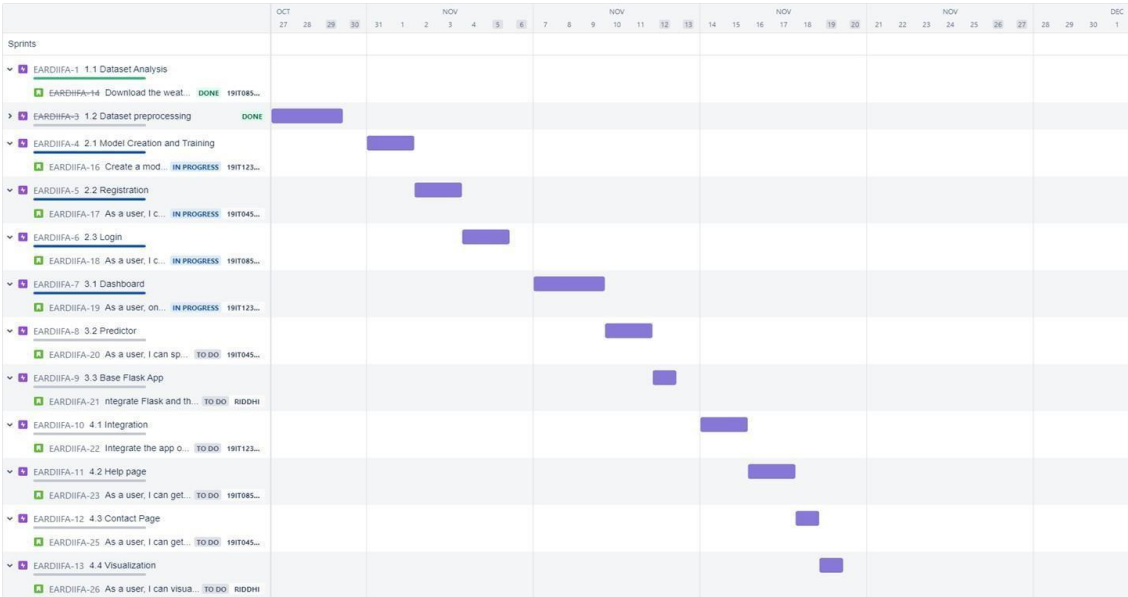 OCT NOV NOV NOV NOV DEC
27 28 29 30 31 1 2 3 4 5 6 7 8 9 10 11 12 13 14 15 16 17 18 19 20 21 22 23 24 25 26 27 28 29 30 1
Sprints
EARDIIFA-1 1.1 Dataset Analysis
EARDIIFA-14 Download the weat... DONE 19IT085...
EARDIIFA-3 1.2 Dataset preprocessing DONE
EARDIIFA-4 2.1 Model Creation and Training
EARDIIFA-16 Create a mod... IN PROGRESS 19IT123...
EARDIIFA-5 2.2 Registration
EARDIIFA-17 As a user, I c... IN PROGRESS 19IT045...
EARDIIFA-6 2.3 Login
EARDIIFA-18 As a user, I c... IN PROGRESS 19IT085...
EARDIIFA-7 3.1 Dashboard
EARDIIFA-19 As a user, on... IN PROGRESS 19IT123...
EARDIIFA-8 3.2 Predictor
EARDIIFA-20 As a user, I can sp... TO DO 19IT045...
EARDIIFA-9 3.3 Base Flask App
EARDIIFA-21 ntegrate Flask and th... TO DO RIDDHI
EARDIIFA-10 4.1 Integration
EARDIIFA-22 Integrate the app o... TO DO 19IT123...
EARDIIFA-11 4.2 Help page
EARDIIFA-23 As a user, I can get... TO DO 19IT085...
EARDIIFA-12 4.3 Contact Page
EARDIIFA-25 As a user, I can get... TO DO 19IT045...
EARDIIFA-13 4.4 Visualization
EARDIIFA-26 As a user, I can visua... TO DO RIDDHI